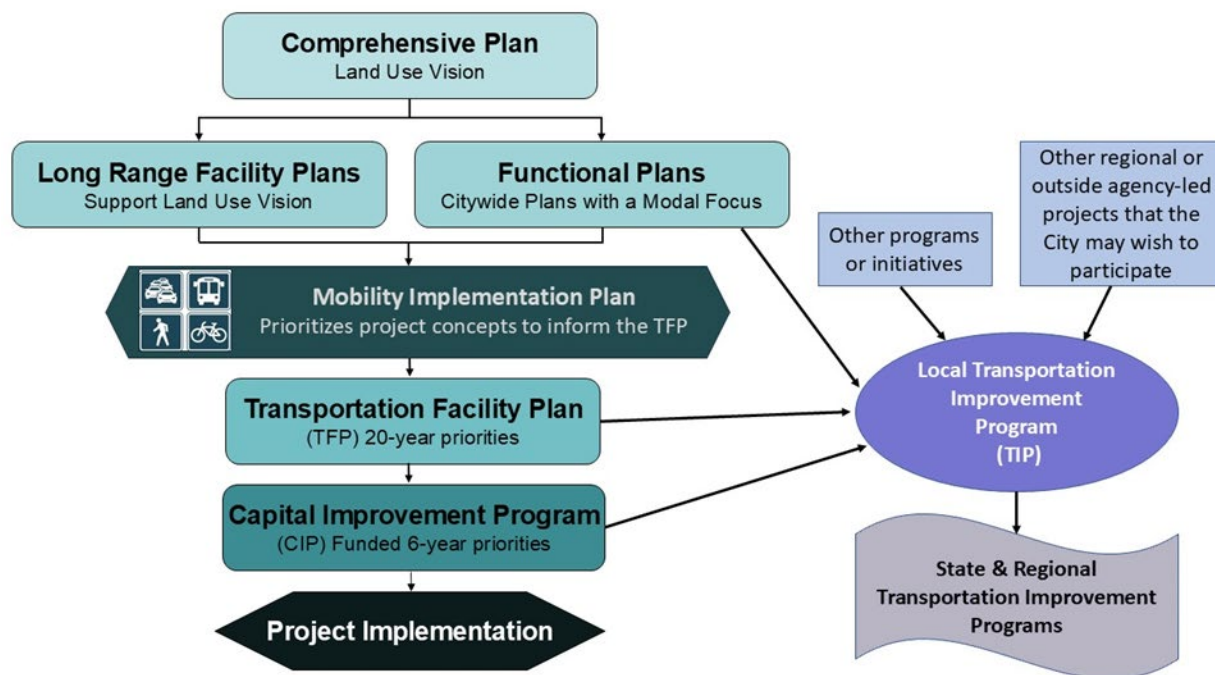 Comprehensive Plan
Land Use Vision
Long Range Facility Plans
Support Land Use Vision
Functional Plans
Citywide Plans with a Modal Focus
Other programs
or initiatives
Other regional or
outside agency-led
projects that the
City may wish to
participate
Mobility Implementation Plan
Prioritizes project concepts to inform the TFP
Transportation Facility Plan
(TFP) 20-year priorities
Local Transportation
Improvement
Program
(TIP)
Capital Improvement Program
(CIP) Funded 6-year priorities
State & Regional
Transportation Improvement
Programs
Project Implementation